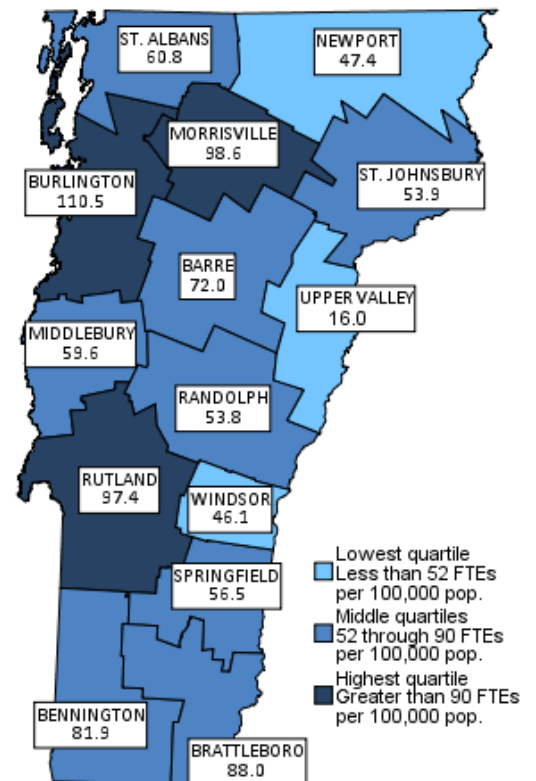 ST. ALBANS
60.8
NEWPORT
47.4
MORRISVILLE
98.6
BURLINGTON
110.5
ST. JOHNSBURY
53.9
BARRE
72.0
UPPER VALLEY
16.0
MIDDLEBURY
59.6
RANDOLPH
53.8
RUTLAND
97.4
WINDSOR
46.1
SPRINGFIELD
56.5
BENNINGTON
81.9
BRATTLEBORO
88.0
Lowest quartile
Less than 52 FTEs
per 100,000 pop.
Middle quartiles
52 through 90 FTEs
per 100,000 pop.
Highest quartile
Greater than 90 FTEs
per 100,000 pop.